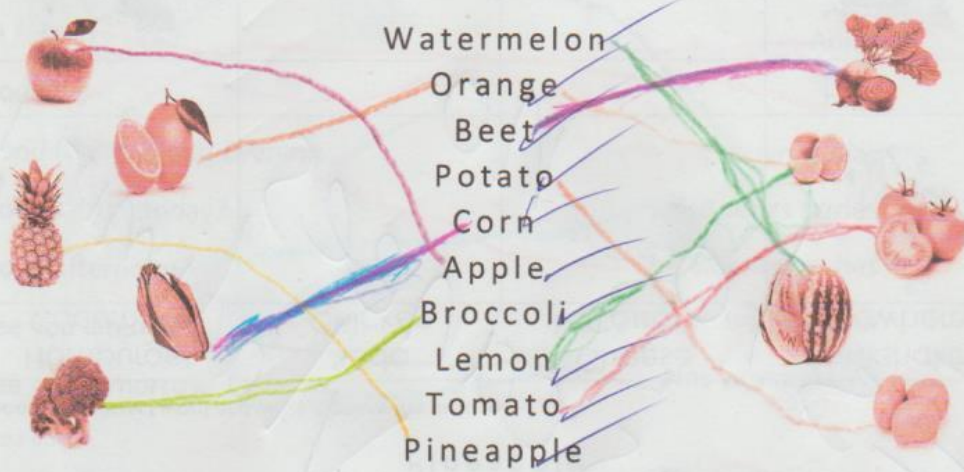 Watermelon
Orange
Beet
Potato
Corn
Apple
Broccoli
Lemon
Tomato
Pineapple